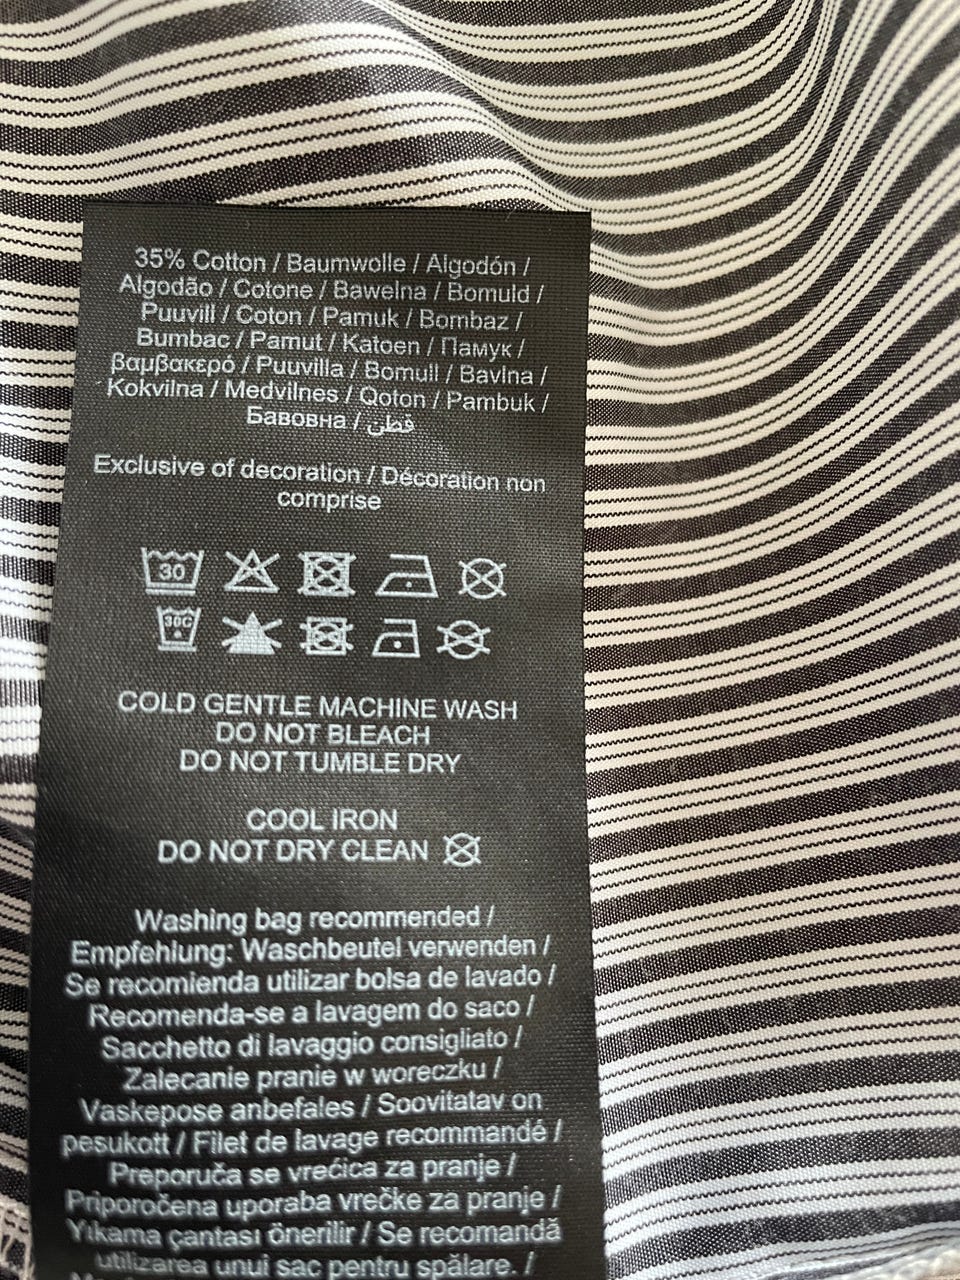 35% Cotton / Baumwolle / Algodón /
Algodão / Cotone / Bawełna / Bomuld /
Puuvill / Coton / Pamuk / Bombaz /
Bumbac / Pamut / Katoen / Памук /
βαμβακερό / Puuvilla / Bomull / Bavlna /
Kokvilna / Medvilnes / Qoton / Pambuk /
Бавовна / قطن
Exclusive of decoration / Décoration non
comprise
30
30C
COLD GENTLE MACHINE WASH
DO NOT BLEACH
DO NOT TUMBLE DRY
COOL IRON
DO NOT DRY CLEAN
Washing bag recommended /
Empfehlung: Waschbeutel verwenden /
Se recomienda utilizar bolsa de lavado /
Recomenda-se a lavagem do saco /
Sacchetto di lavaggio consigliato /
Zalecanie pranie w woreczku /
Vaskepose anbefales / Soovitatav on
pesukott / Filet de lavage recommandé /
Preporuča se vrećica za pranje /
Priporočena uporaba vrečke za pranje /
Yıkama çantası önerilir / Se recomandă
utilizarea unui sac pentru spălare. /